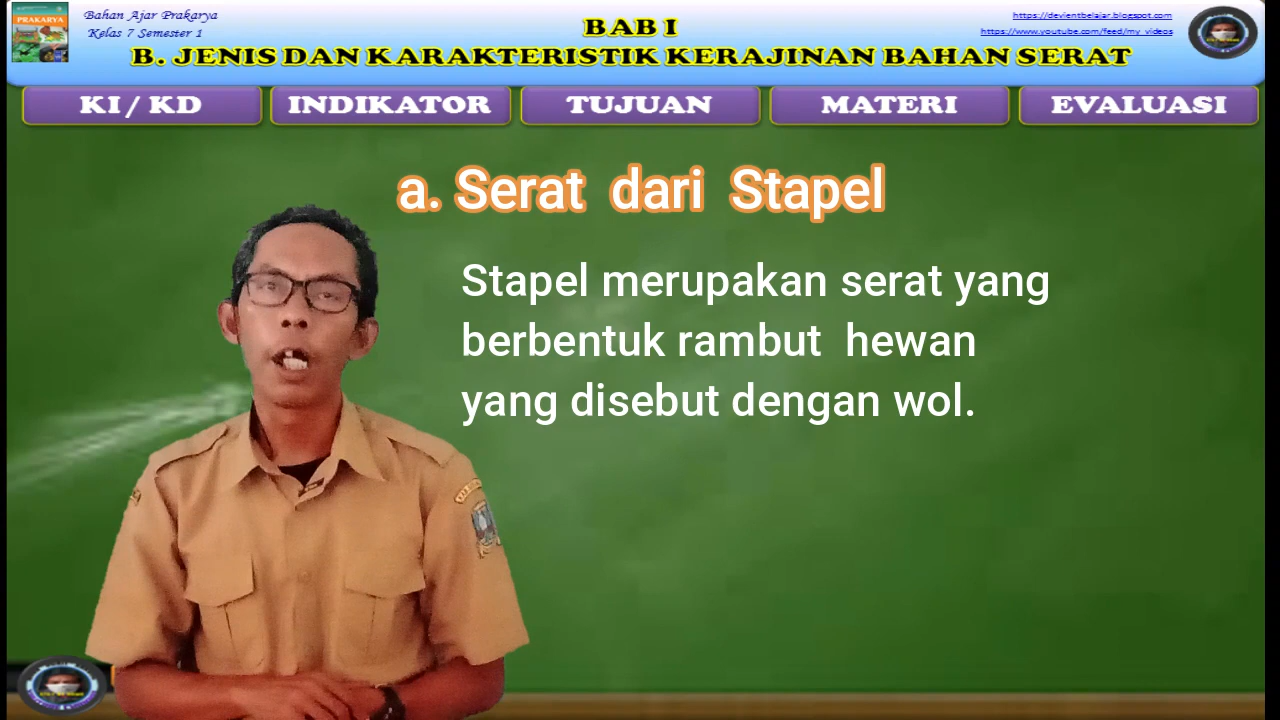 PRAKARYA
Bahan Ajar Prakarya
Kelas 7 Semester 1
BAB I
B. JENIS DAN KARAKTERISTIK KERAJINAN BAHAN SERAT
https://devientbelajar.blogspot.com
https://www.youtube.com/feed/my_videos
KI / KD
INDIKATOR
TUJUAN
MATERI
EVALUASI
a. Serat dari Stapel
Stapel merupakan serat yang
berbentuk rambut hewan
yang disebut dengan wol.